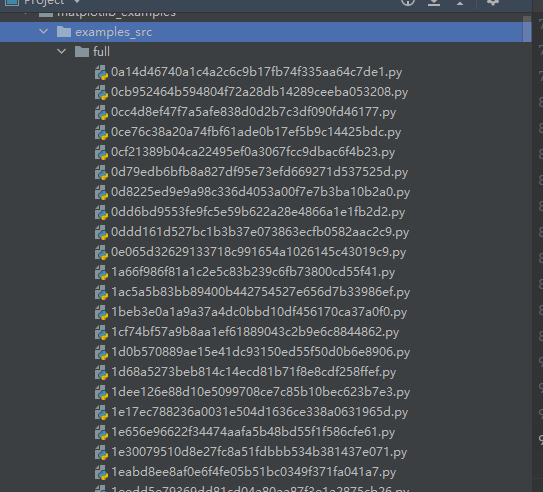 Project
matplotlib_examples
examples_src
full
0a14d46740a1c4a2c6c9b17fb74f335aa64c7de1.py
0cb952464b594804f72a28db14289ceeba053208.py
0cc4d8ef47f7a5afe838d0d2b7c3df090fd46177.py
0ce76c38a20a74fbf61ade0b17ef5b9c14425bdc.py
0cf21389b04ca22495ef0a3067fcc9dbac6f4b23.py
0d79edb6bfb8a827df95e73efd669271d537525d.py
0d8225ed9e9a98c336d4053a00f7e7b3ba10b2a0.py
0dd6bd9553fe9fc5e59b622a28e4866a1e1fb2d2.py
0ddd161d527bc1b3b37e073863ecfb0582aac2c9.py
0e065d32629133718c991654a1026145c43019c9.py
1a66f986f81a1c2e5c83b239c6fb73800cd55f41.py
1ac5a5b83bb89400b442754527e656d7b33986ef.py
1beb3e0a1a9a37a4dc0bbd10df456170ca37a0f0.py
1cf74bf57a9b8aa1ef61889043c2b9e6c8844862.py
1d0b570889ae15e41dc93150ed55f50d0b6e8906.py
1d68a5273beb814c14ecd81b71f8e8cdf258ffef.py
1dee126e88d10e5099708ce7c85b10bec623b7e3.py
1e17ec788236a0031e504d1636ce338a0631965d.py
1e656e96622f34474aafa5b48bd55f1f586cfe61.py
1e30079510d8e27fc8a51fdbbb534b381437e071.py
1eabd8ee8af0e6f4fe05b51bc0349f371fa041a7.py